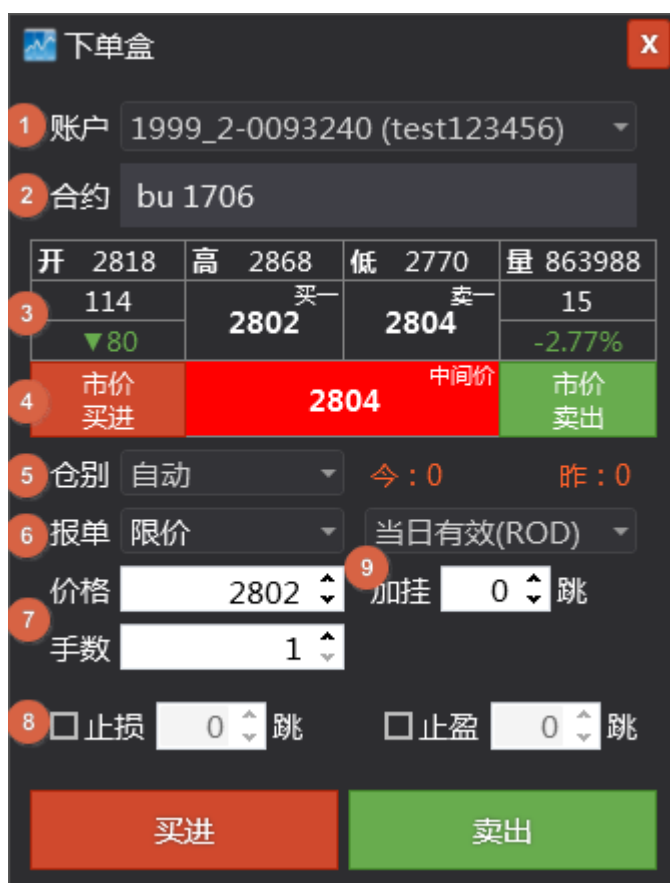 下单盒 X
1 账户 1999_2-0093240 (test123456)
2 合约 bu 1706
开 2818 高 2868 低 2770 量 863988
3 114 2802 买一 2804 卖一 15
▼80 -2.77%
4 市价买进 2804 中间价 市价卖出
5 仓别 自动 今:0 昨:0
6 报单 限价 当日有效(ROD)
7 价格 2802 9 加挂 0 跳
手数 1
8 止损 0 跳 止盈 0 跳
买进 卖出